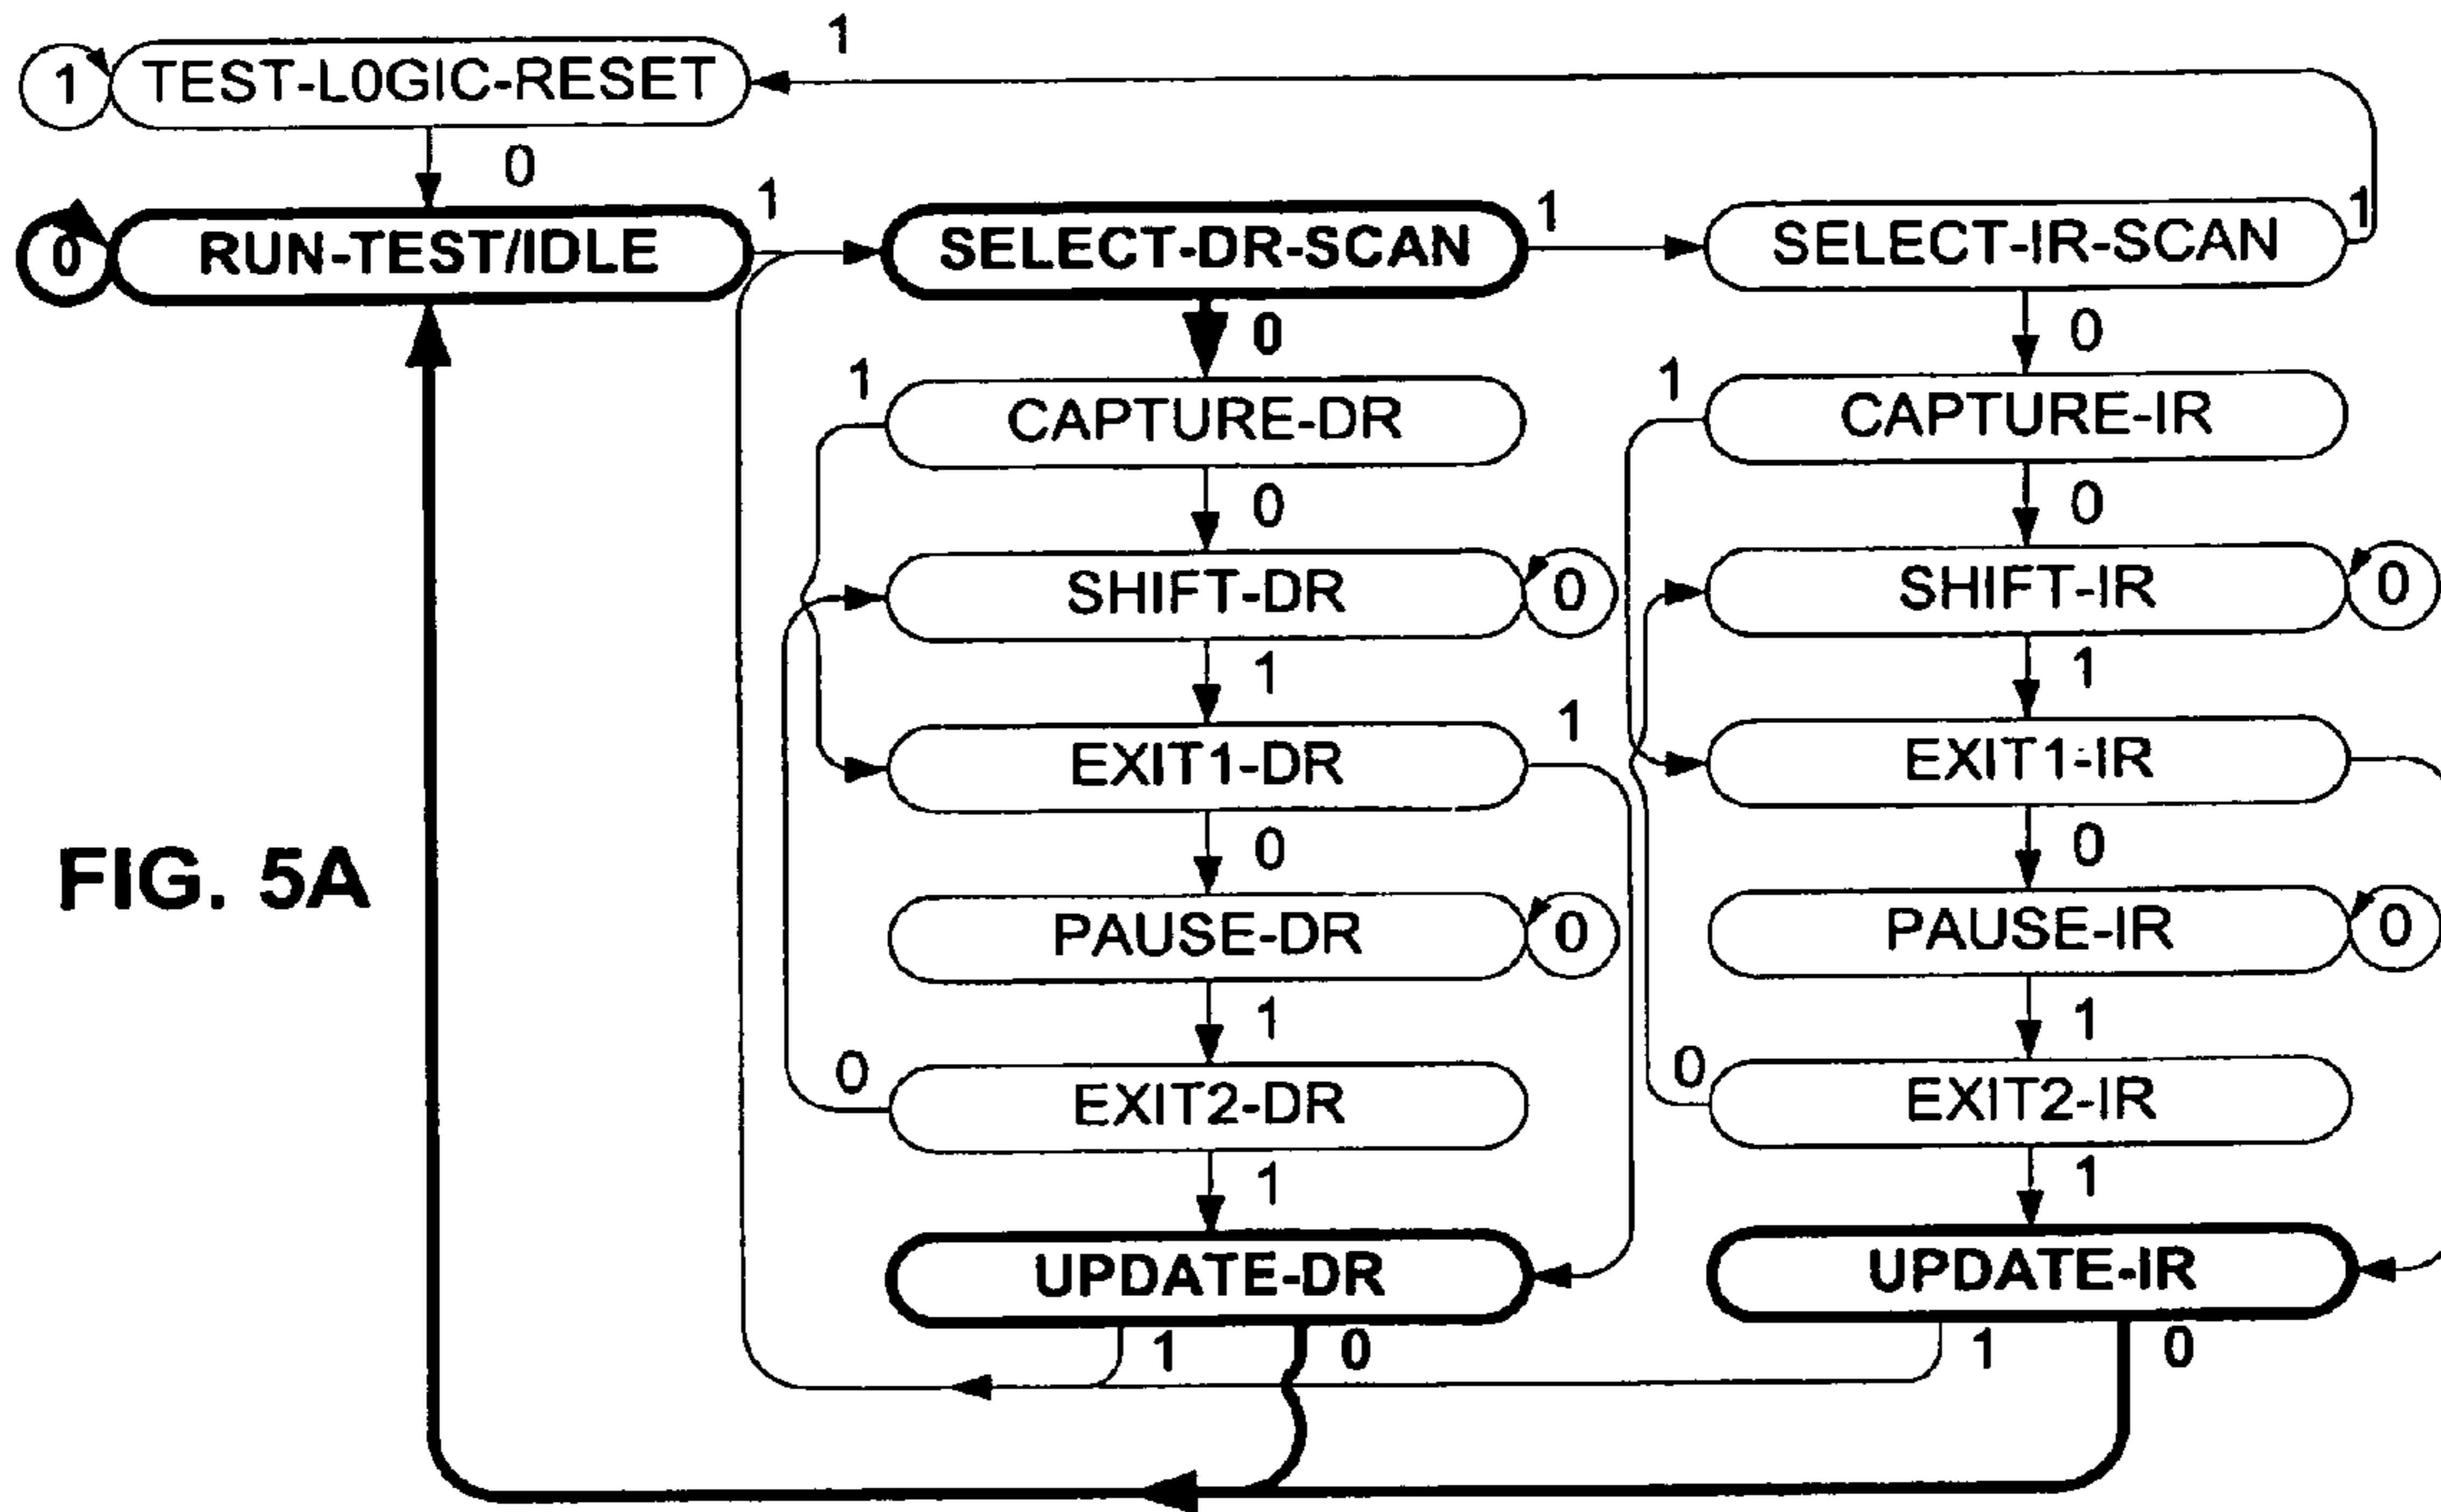 1
1 TEST-L0GIC-RESET
0
0 RUN-TEST/IDLE 1 SELECT-DR-SCAN 1 SELECT-IR-SCAN 1
0 0
1 CAPTURE-DR 1 CAPTURE-IR
0 0
SHIFT-DR 0 SHIFT-IR 0
1 1
EXIT1-DR 1 EXIT1-IR
0 0
FIG. 5A
PAUSE-DR 0 PAUSE-IR 0
1 1
0 EXIT2-DR 0 EXIT2-IR
1 1
UPDATE-DR UPDATE-IR
1 0 1 0